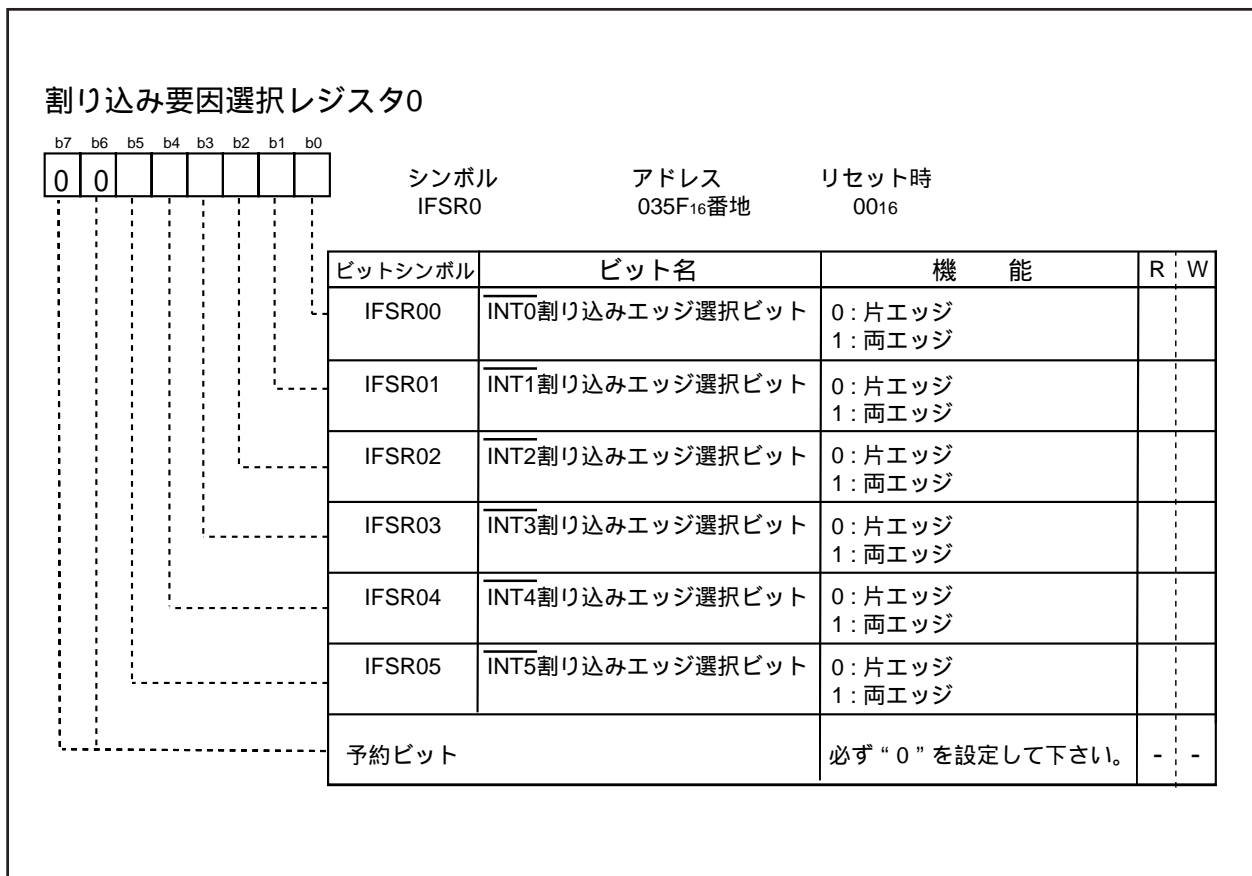 割り込み要因選択レジスタ0
b7 b6 b5 b4 b3 b2 b1 b0
0 0
シンボル アドレス リセット時
IFSR0 035F16番地 0016
ビットシンボル ビット名 機 能 R W
IFSR00 INT0割り込みエッジ選択ビット 0 : 片エッジ
1 : 両エッジ
IFSR01 INT1割り込みエッジ選択ビット 0 : 片エッジ
1 : 両エッジ
IFSR02 INT2割り込みエッジ選択ビット 0 : 片エッジ
1 : 両エッジ
IFSR03 INT3割り込みエッジ選択ビット 0 : 片エッジ
1 : 両エッジ
IFSR04 INT4割り込みエッジ選択ビット 0 : 片エッジ
1 : 両エッジ
IFSR05 INT5割り込みエッジ選択ビット 0 : 片エッジ
1 : 両エッジ
予約ビット 必ず “ 0 ” を設定して下さい。 - -